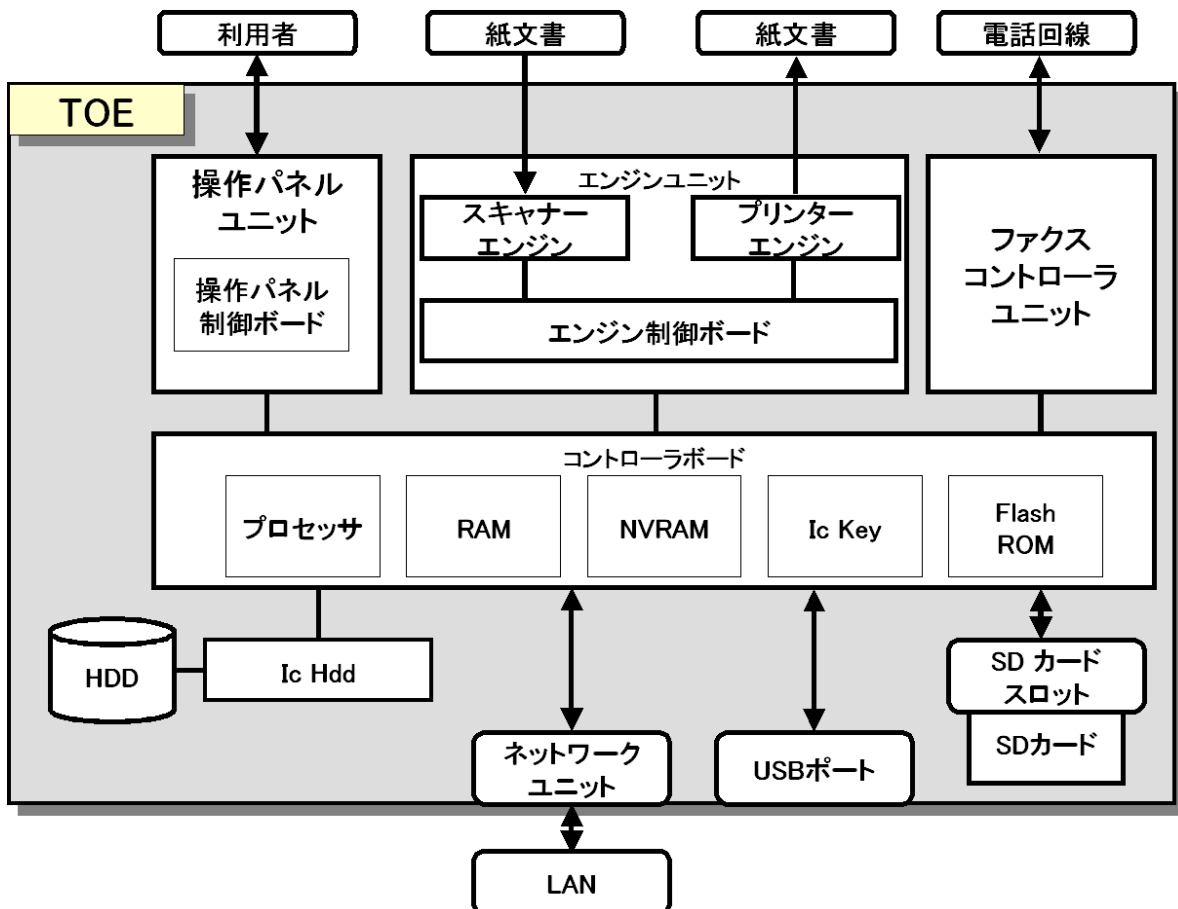 利用者
紙文書
紙文書
電話回線
TOE
操作パネル
ユニット
操作パネル
制御ボード
エンジンユニット
スキャナー
エンジン
プリンター
エンジン
エンジン制御ボード
ファクス
コントローラ
ユニット
コントローラボード
プロセッサ
RAM
NVRAM
Ic Key
Flash
ROM
HDD
Ic Hdd
SD カード
スロット
SDカード
ネットワーク
ユニット
USBポート
LAN